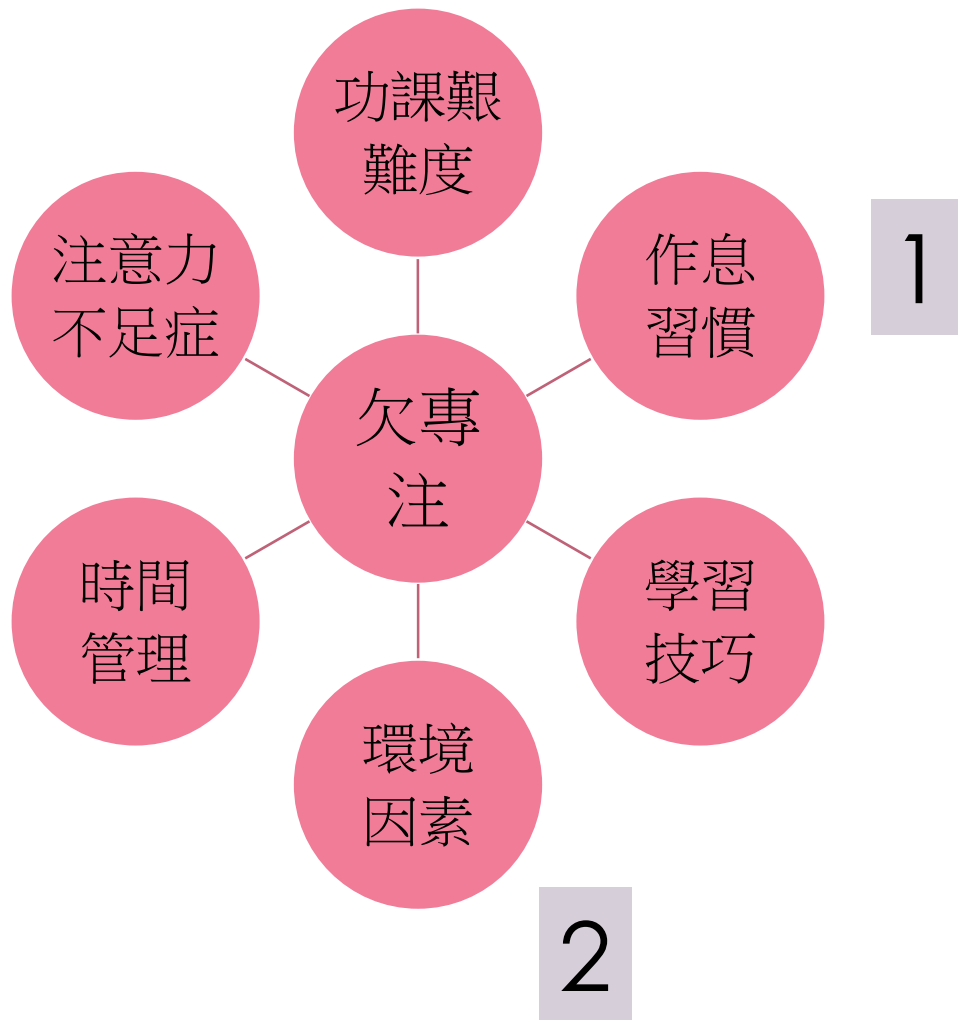 功課艱
難度
作息
習慣
1
注意力
不足症
欠專
注
學習
技巧
時間
管理
環境
因素
2